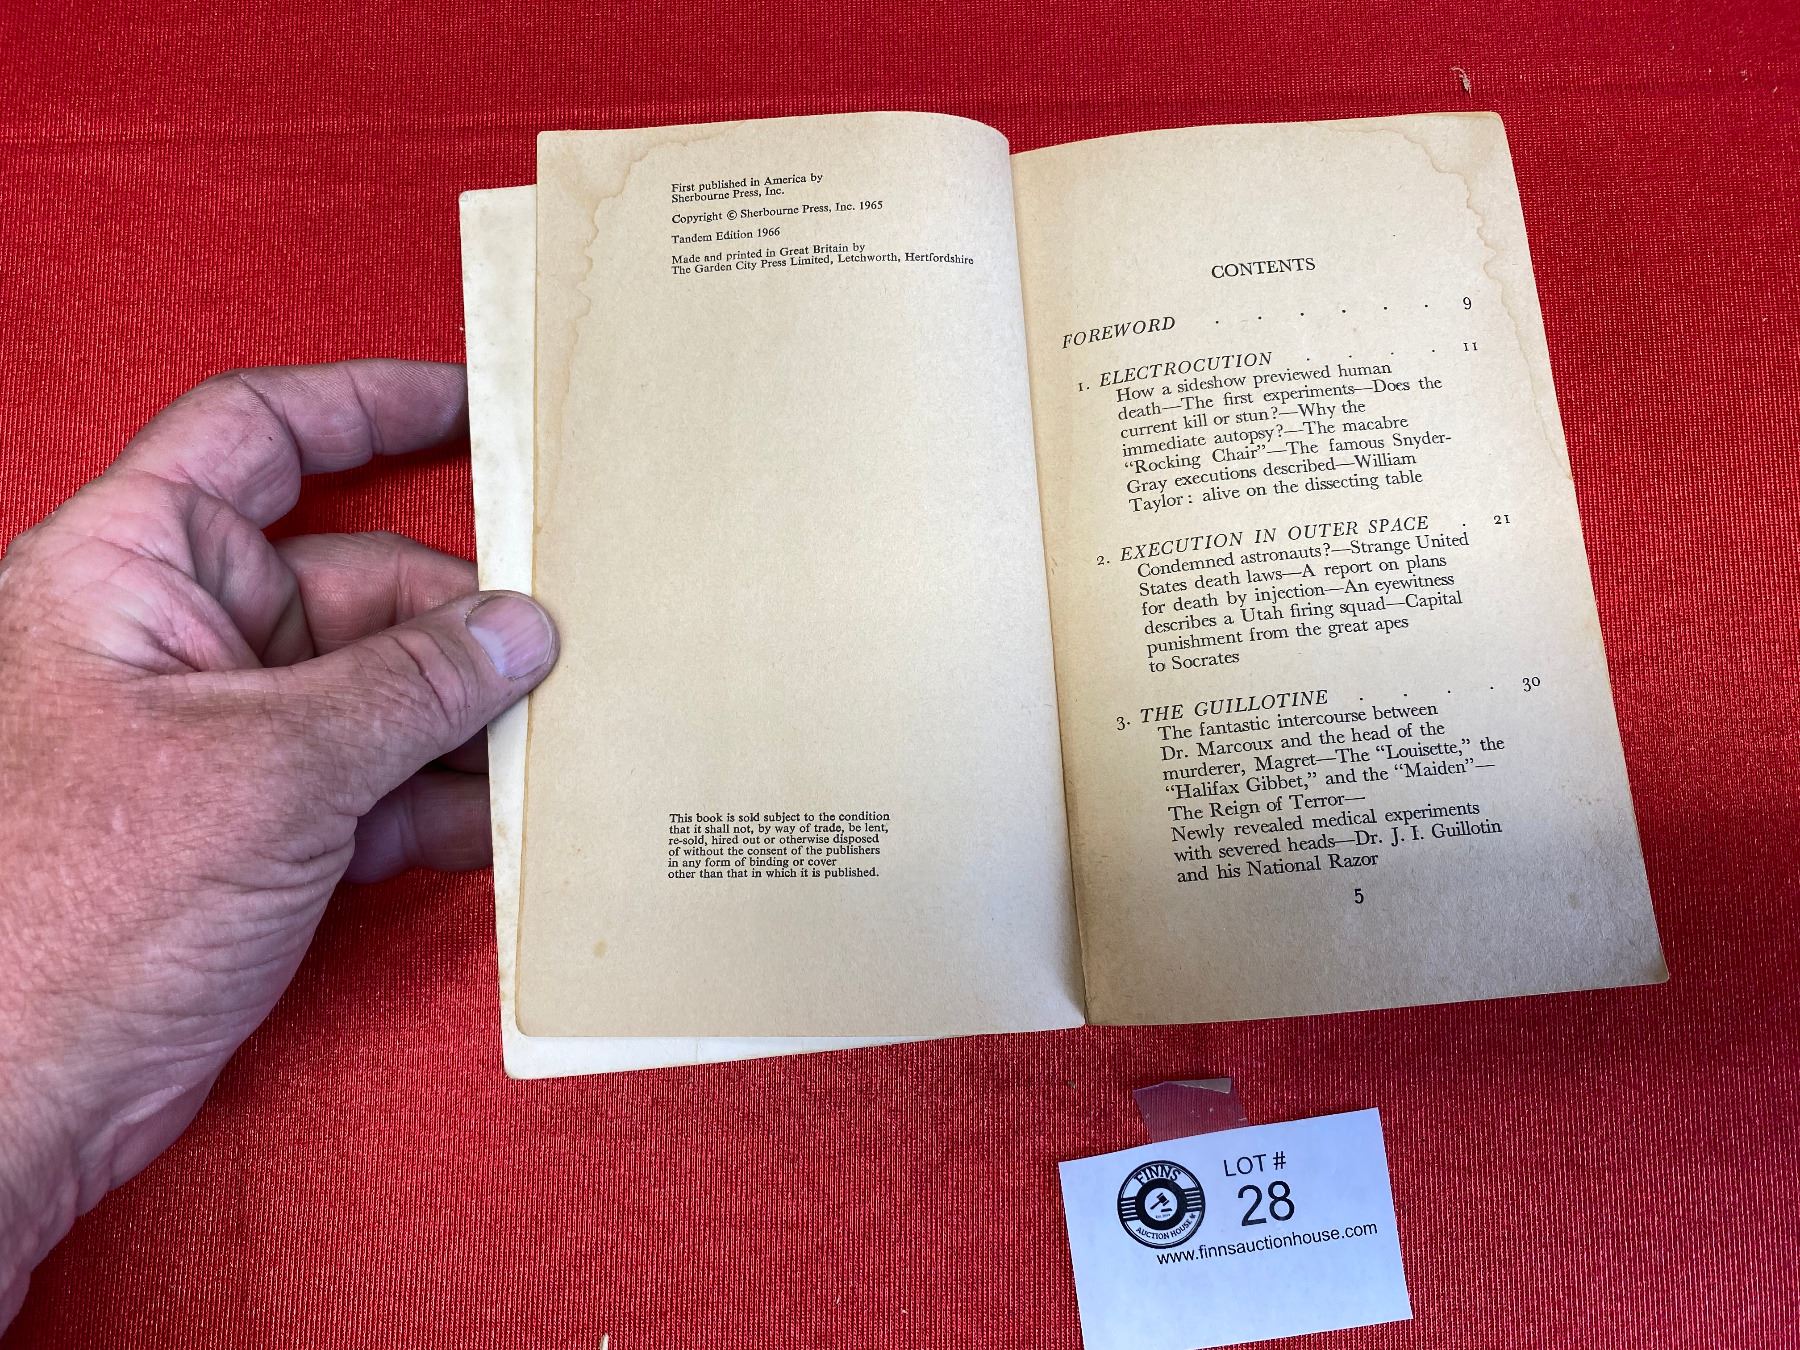 First published in America by
Sherbourne Press, Inc.
Copyright © Sherbourne Press, Inc. 1965
Tandem Edition 1966
Made and printed in Great Britain by
The Garden City Press Limited, Letchworth, Hertfordshire
This book is sold subject to the condition
that it shall not, by way of trade, be lent,
re-sold, hired out or otherwise disposed
of without the consent of the publishers
in any form of binding or cover
other than that in which it is published.
CONTENTS
FOREWORD . . . . . . 9
1. ELECTROCUTION . . . . 11
How a sideshow previewed human
death—The first experiments—Does the
current kill or stun?—Why the
immediate autopsy?—The macabre
“Rocking Chair”—The famous Snyder-
Gray executions described—William
Taylor: alive on the dissecting table
2. EXECUTION IN OUTER SPACE . 21
Condemned astronauts?—Strange United
States death laws—A report on plans
for death by injection—An eyewitness
describes a Utah firing squad—Capital
punishment from the great apes
to Socrates
3. THE GUILLOTINE . . . . 30
The fantastic intercourse between
Dr. Marcoux and the head of the
murderer, Magret—The “Louisette,” the
“Halifax Gibbet,” and the “Maiden”—
The Reign of Terror—
Newly revealed medical experiments
with severed heads—Dr. J. I. Guillotin
and his National Razor
5
FINNS
AUCTION HOUSE
LOT #
28
www.finnsauctionhouse.com